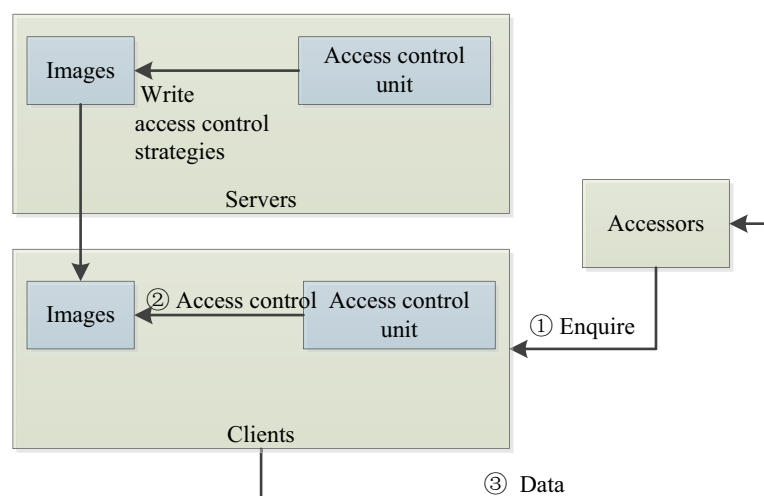 Images
Access control
unit
Write
access control
strategies
Servers
Accessors
Images
② Access control
Access control
unit
① Enquire
Clients
③ Data